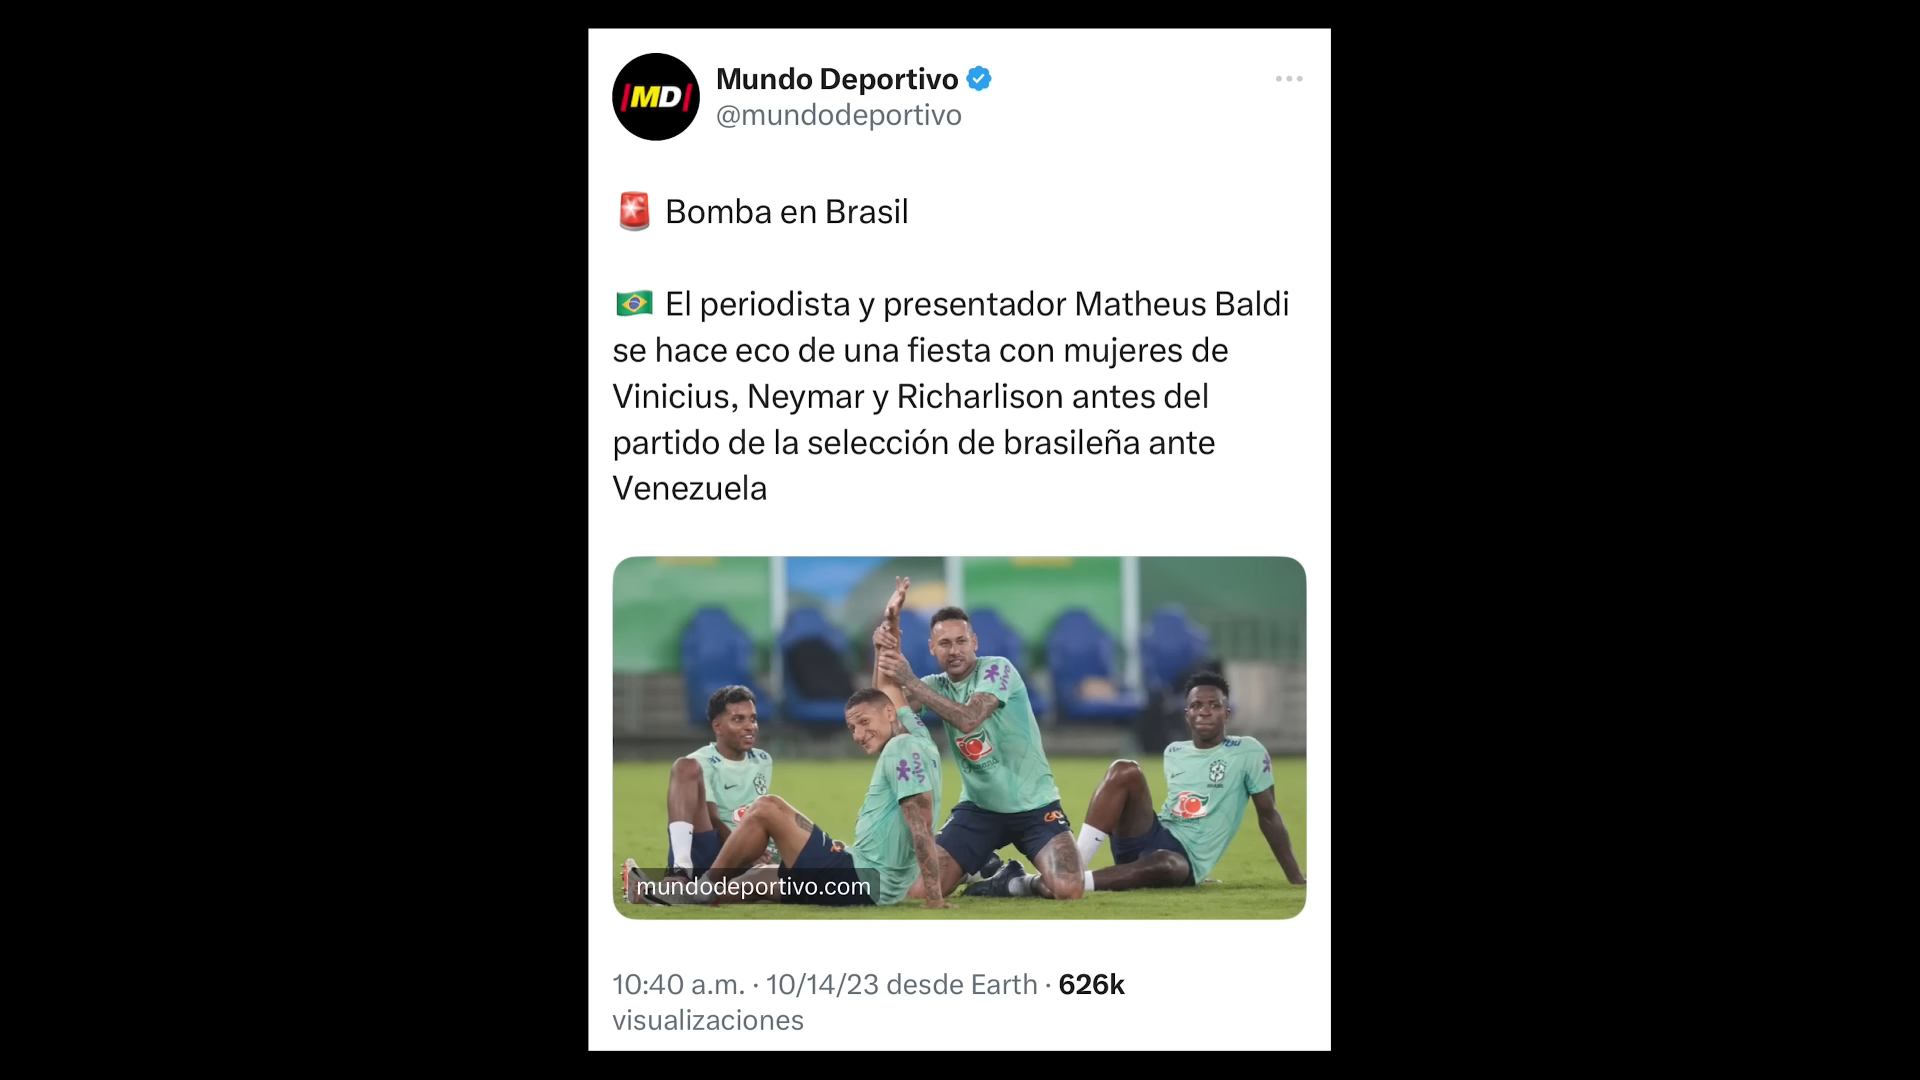 MD
Mundo Deportivo
@mundodeportivo
🚨 Bomba en Brasil
🇧🇷 El periodista y presentador Matheus Baldi
se hace eco de una fiesta con mujeres de
Vinicius, Neymar y Richarlison antes del
partido de la selección de brasileña ante
Venezuela
vivo
vivo
mundodeportivo.com
10:40 a.m. · 10/14/23 desde Earth · 626k
visualizaciones